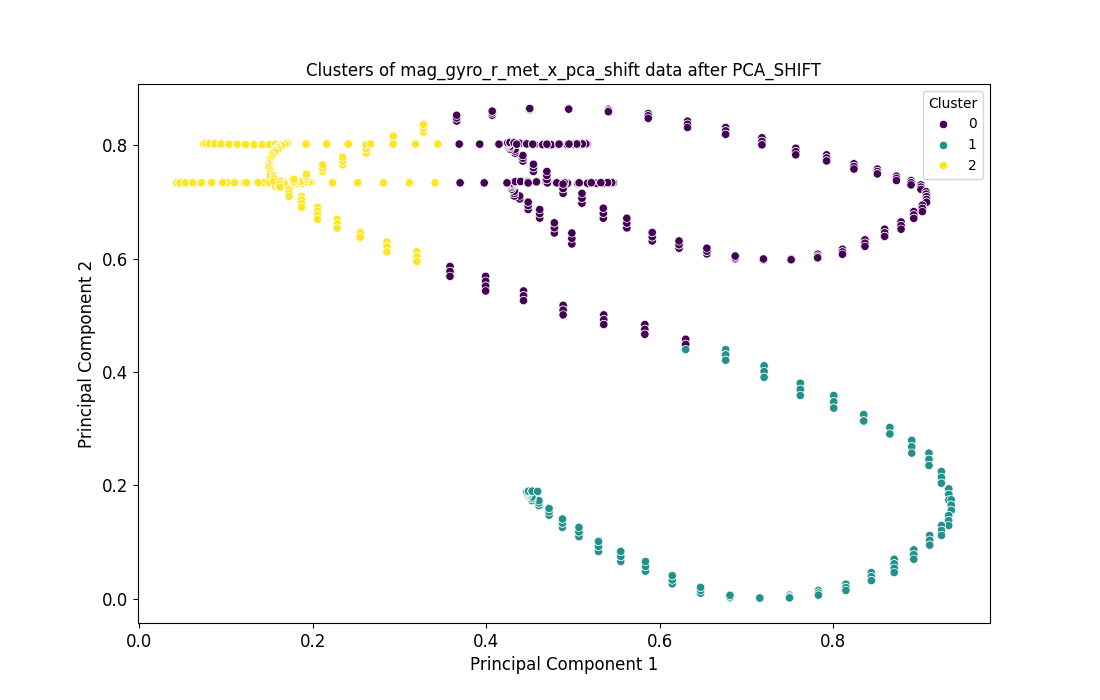 Clusters of mag_gyro_r_met_x_pca_shift data after PCA_SHIFT
Cluster
0
1
2
Principal Component 2
0.8
0.6
0.4
0.2
0.0
0.0 0.2 0.4 0.6 0.8
Principal Component 1